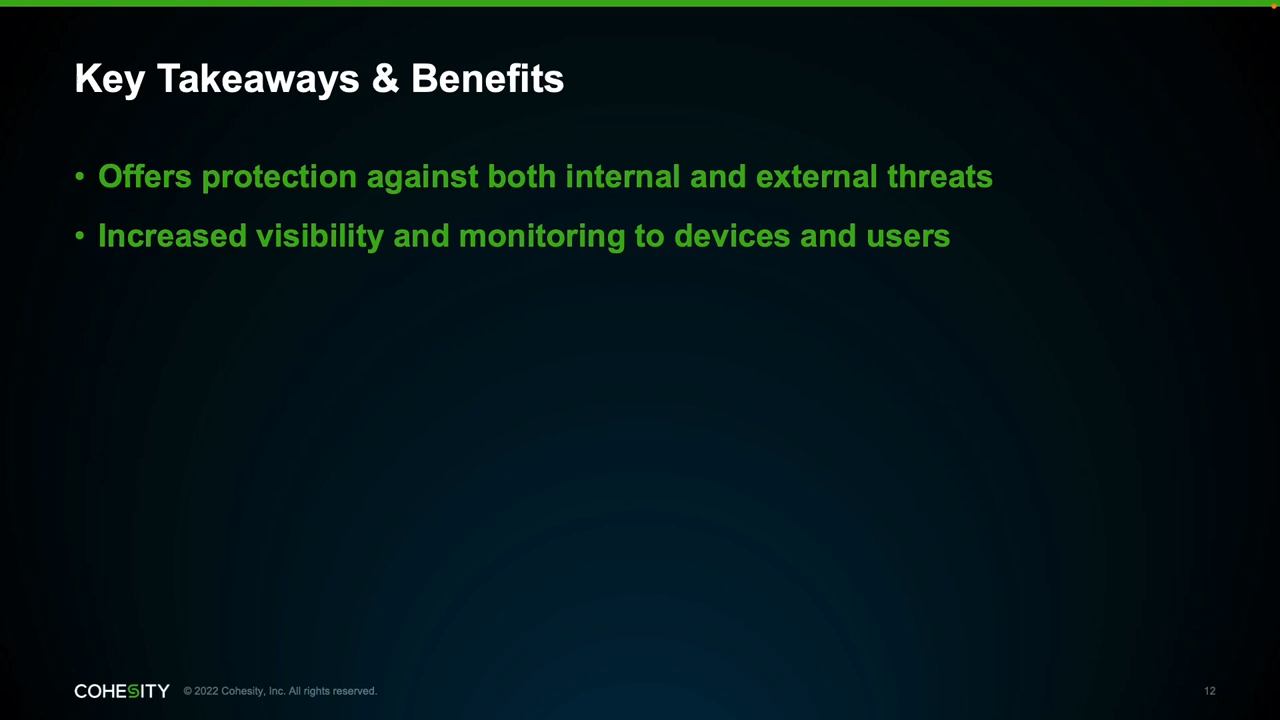 Key Takeaways & Benefits
• Offers protection against both internal and external threats
• Increased visibility and monitoring to devices and users
COHESITY © 2022 Cohesity, Inc. All rights reserved. 12